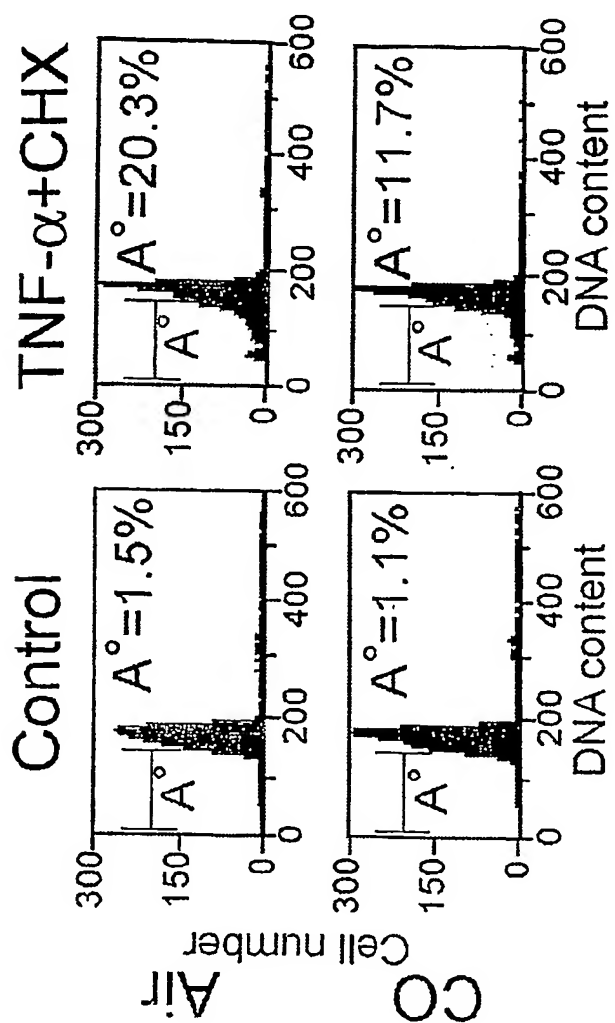 Control
TNF-α+CHX
Air
A°=1.5%
A°
A°=20.3%
A°
300
150
0
0
200
400
600
300
150
0
0
200
400
600
CO
A°=1.1%
A°
A°=11.7%
A°
300
150
0
0
200
400
600
300
150
0
0
200
400
600
Cell number
DNA content
DNA content